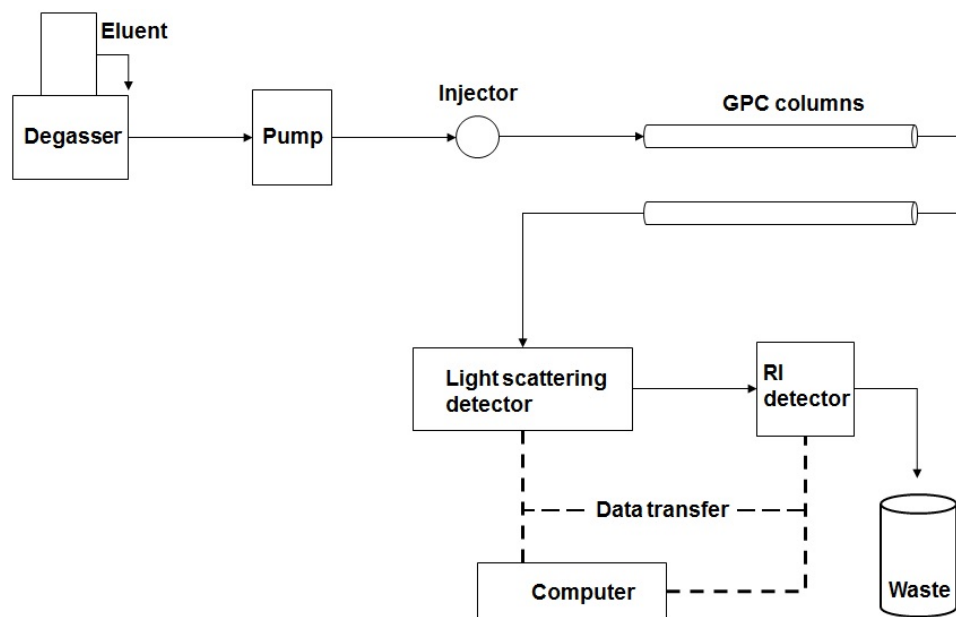 Eluent
Degasser
Pump
Injector
GPC columns
Light scattering
detector
RI
detector
Data transfer
Computer
Waste